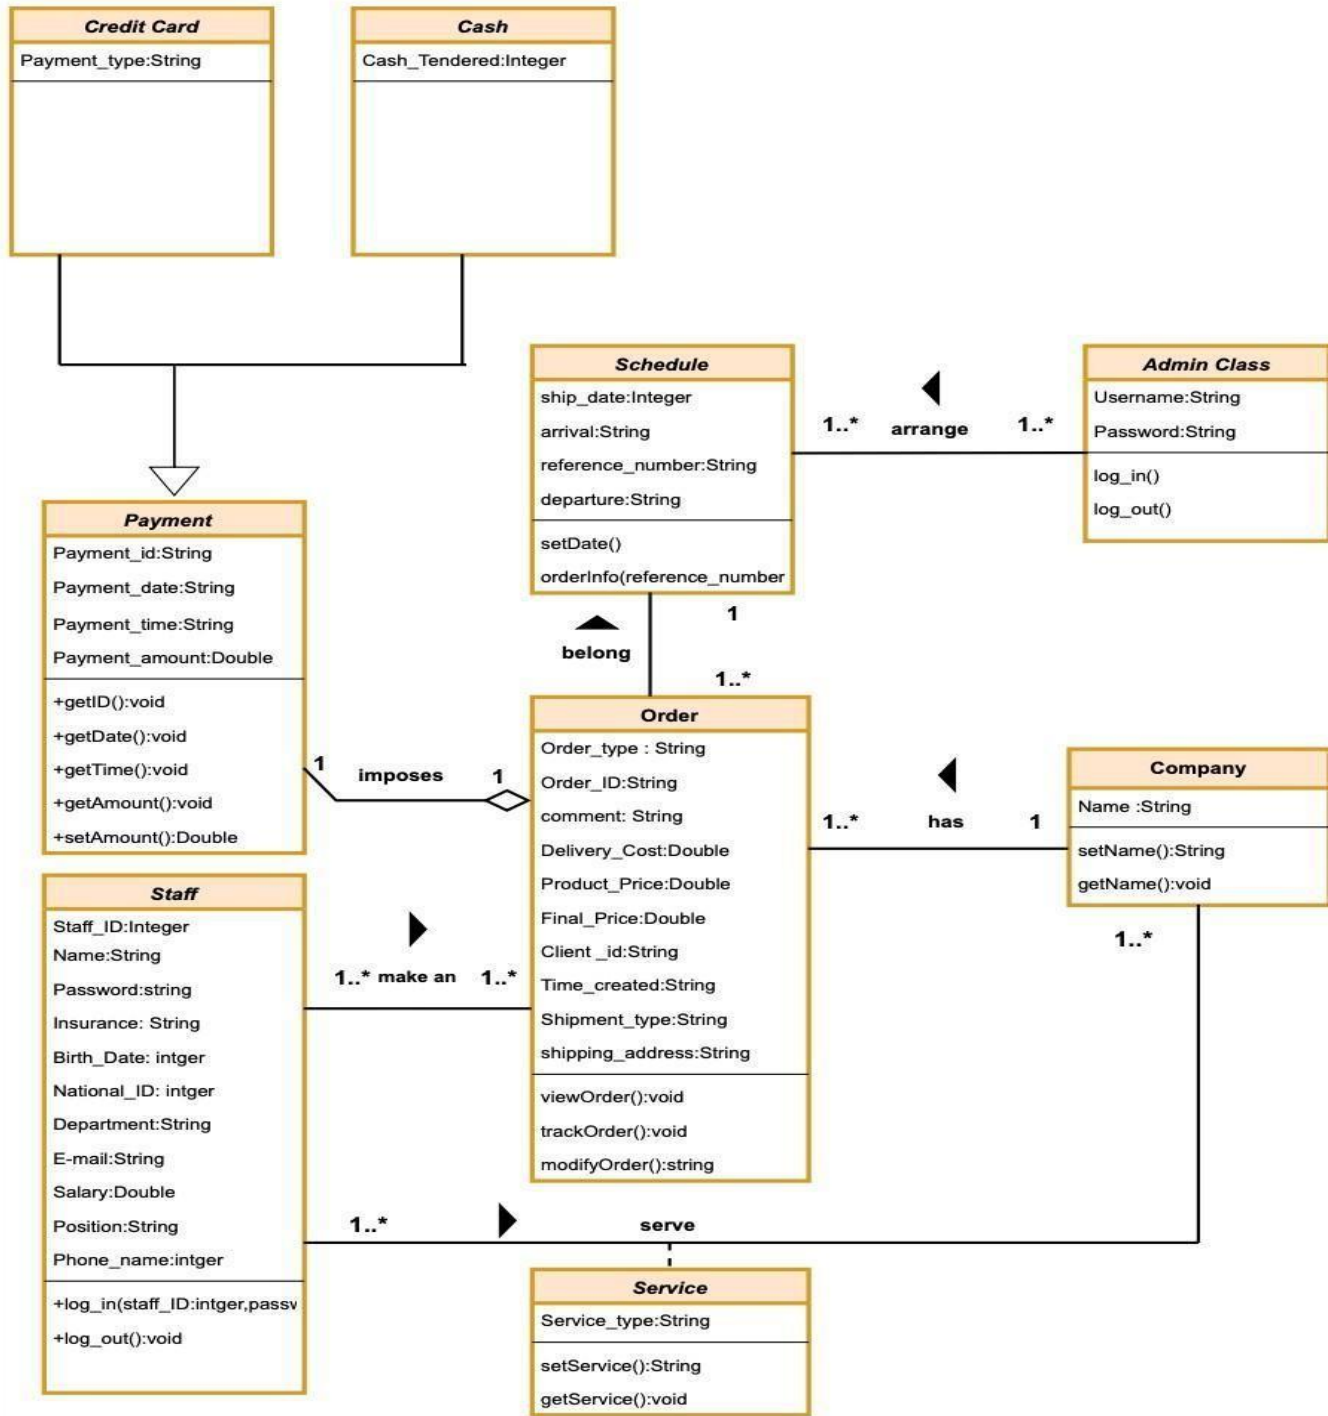 Credit Card
Payment_type:String
Cash
Cash_Tendered:Integer
Schedule
ship_date:Integer
arrival:String
reference_number:String
departure:String
setDate()
orderInfo(reference_number
1..*
arrange
1..*
Admin Class
Username:String
Password:String
log_in()
log_out()
Payment
Payment_id:String
Payment_date:String
Payment_time:String
Payment_amount:Double
+getID():void
+getDate():void
+getTime():void
+getAmount():void
+setAmount():Double
1
belong
1..*
1
imposes
1
Order
Order_type : String
Order_ID:String
comment: String
Delivery_Cost:Double
Product_Price:Double
Final_Price:Double
Client _id:String
Time_created:String
Shipment_type:String
shipping_address:String
viewOrder():void
trackOrder():void
modifyOrder():string
1..*
has
1
Company
Name :String
setName():String
getName():void
1..*
Staff
Staff_ID:Integer
Name:String
Password:string
Insurance: String
Birth_Date: intger
National_ID: intger
Department:String
E-mail:String
Salary:Double
Position:String
Phone_name:intger
+log_in(staff_ID:intger,passw
+log_out():void
1..* make an 1..*
1..*
serve
Service
Service_type:String
setService():String
getService():void